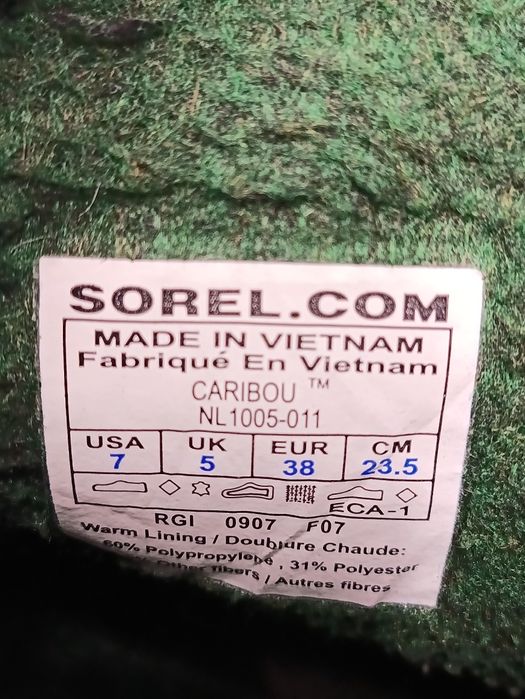 SOREL.COM
MADE IN VIETNAM
Fabriqué En Vietnam
CARIBOU ™
NL1005-011
USA UK EUR CM
7 5 38 23.5
ECA-1
RGI 0907 F07
Warm Lining / Doublure Chaude:
60% Polypropylene, 31% Polyester
Other fibers / Autres fibres